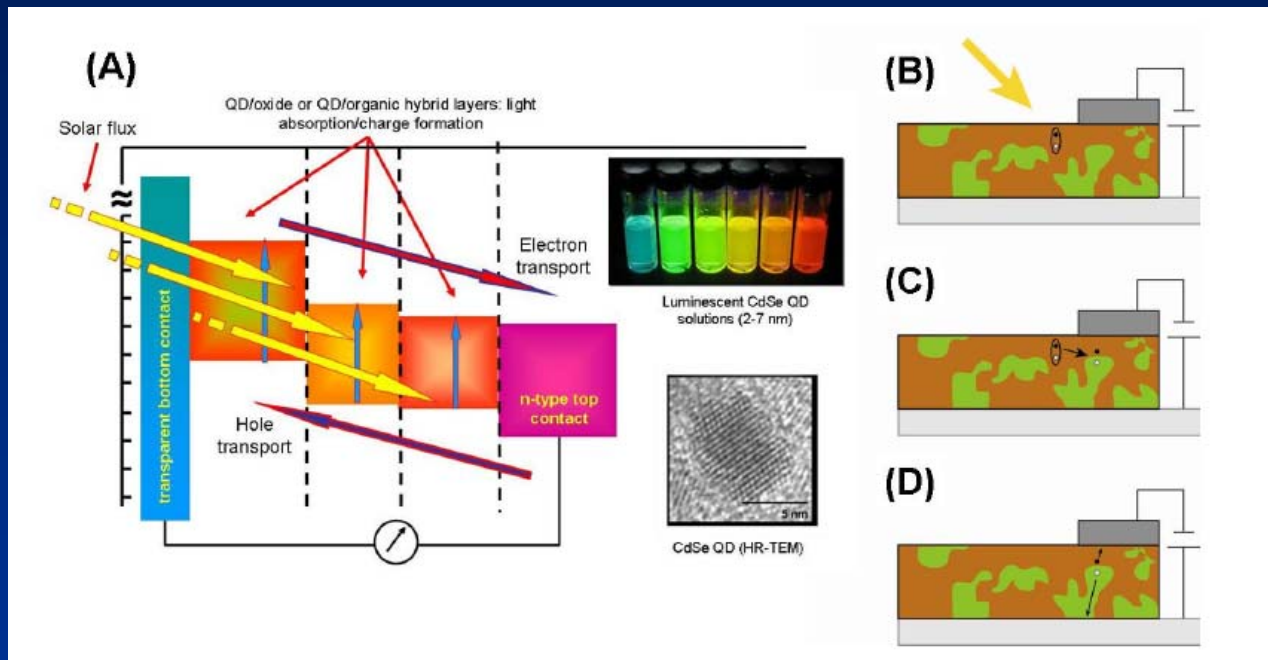 (A)
QD/oxide or QD/organic hybrid layers: light
absorption/charge formation
Solar flux
Electron
transport
transparent bottom contact
n-type top
contact
Hole
transport
Luminescent CdSe QD
solutions (2-7 nm)
5 nm
CdSe QD (HR-TEM)
(B)
(C)
(D)